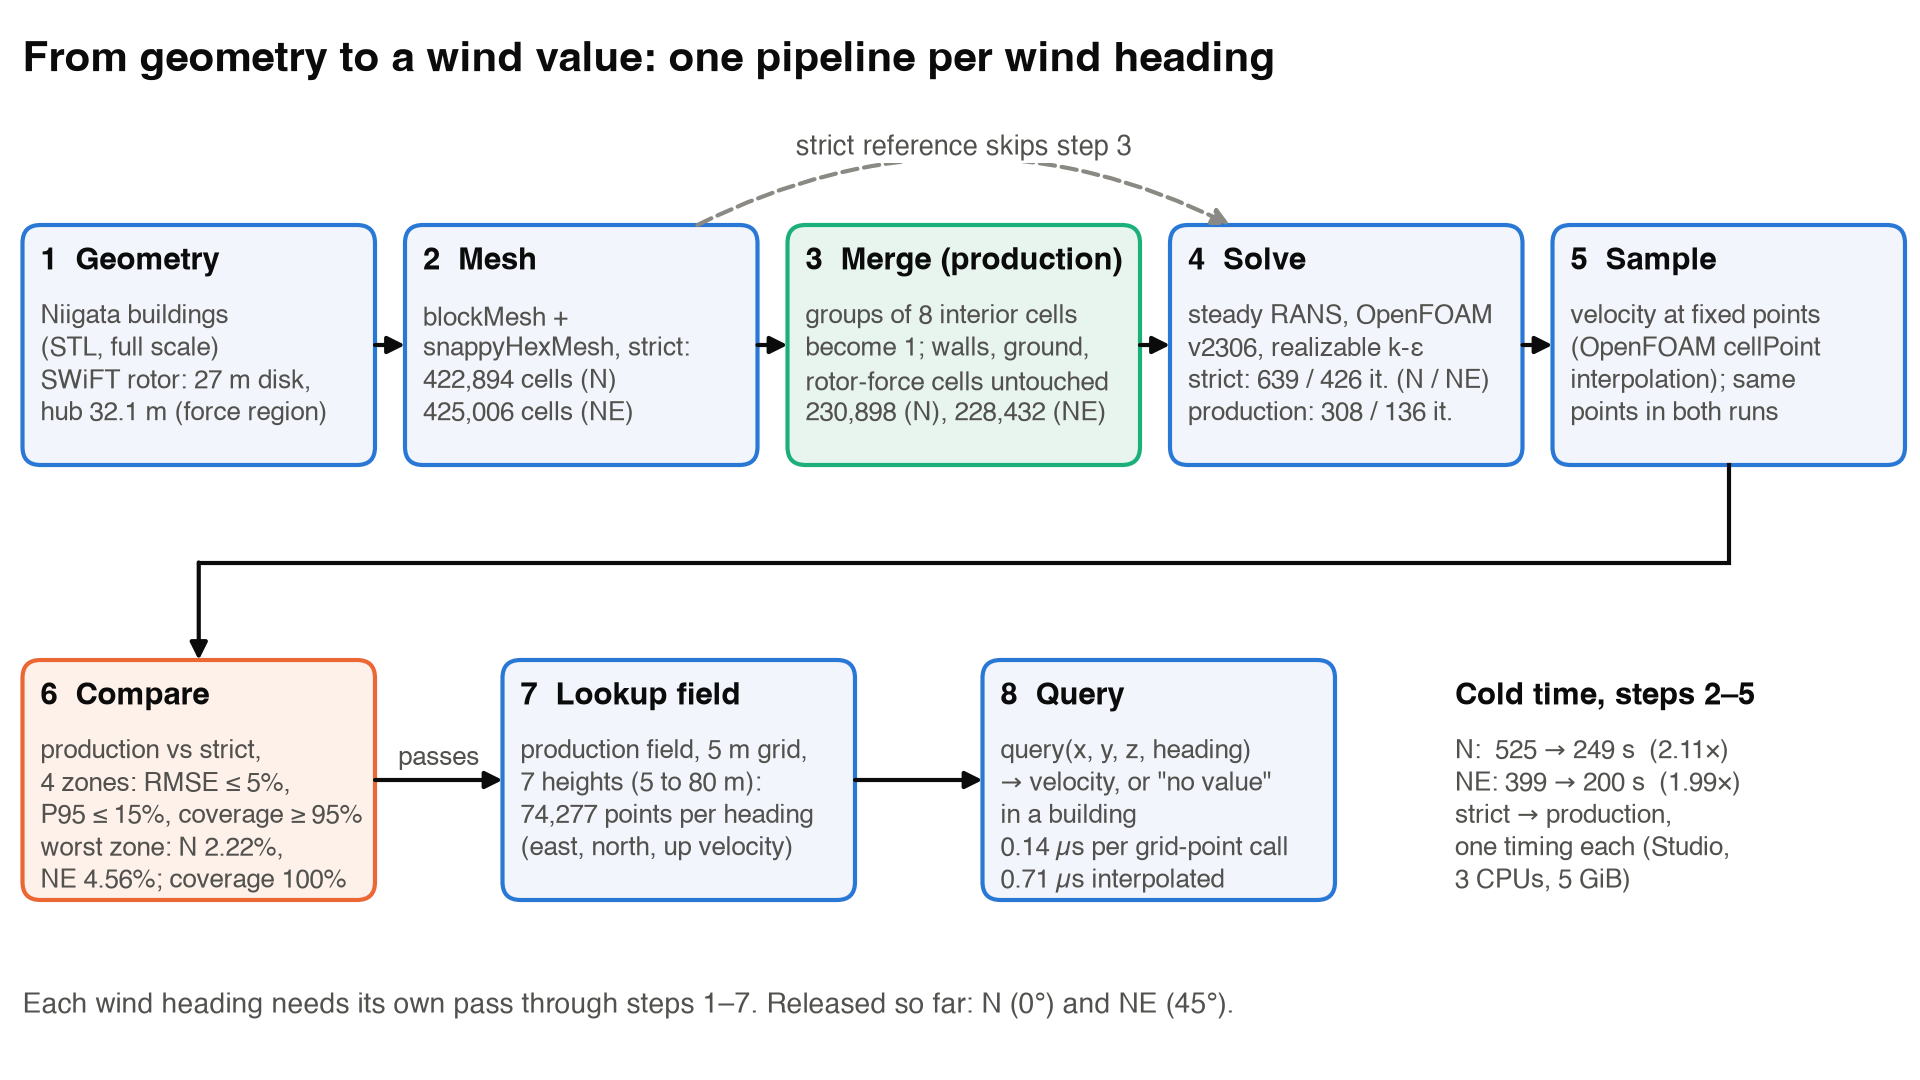 From geometry to a wind value: one pipeline per wind heading
strict reference skips step 3
1 Geometry
Niigata buildings
(STL, full scale)
SWiFT rotor: 27 m disk,
hub 32.1 m (force region)
2 Mesh
blockMesh +
snappyHexMesh, strict:
422,894 cells (N)
425,006 cells (NE)
3 Merge (production)
groups of 8 interior cells
become 1; walls, ground,
rotor-force cells untouched
230,898 (N), 228,432 (NE)
4 Solve
steady RANS, OpenFOAM
v2306, realizable k-ε
strict: 639 / 426 it. (N / NE)
production: 308 / 136 it.
5 Sample
velocity at fixed points
(OpenFOAM cellPoint
interpolation); same
points in both runs
6 Compare
production vs strict,
4 zones: RMSE ≤ 5%,
P95 ≤ 15%, coverage ≥ 95%
worst zone: N 2.22%,
NE 4.56%; coverage 100%
passes
7 Lookup field
production field, 5 m grid,
7 heights (5 to 80 m):
74,277 points per heading
(east, north, up velocity)
8 Query
query(x, y, z, heading)
→ velocity, or "no value"
in a building
0.14 μs per grid-point call
0.71 μs interpolated
Cold time, steps 2–5
N: 525 → 249 s (2.11×)
NE: 399 → 200 s (1.99×)
strict → production,
one timing each (Studio,
3 CPUs, 5 GiB)
Each wind heading needs its own pass through steps 1–7. Released so far: N (0°) and NE (45°).